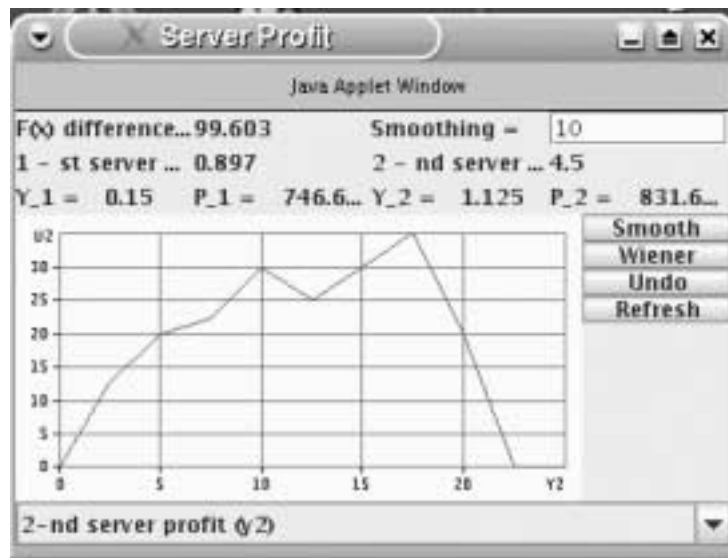 Server Profit
Java Applet Window
F(x) difference... 99.603 Smoothing = 10
1 - st server ... 0.897 2 - nd server ... 4.5
Y_1 = 0.15 P_1 = 746.6... Y_2 = 1.125 P_2 = 831.6...
Smooth
Wiener
Undo
Refresh
U2
30
25
20
15
10
5
0
0 5 10 15 20 Y2
2-nd server profit (y2)